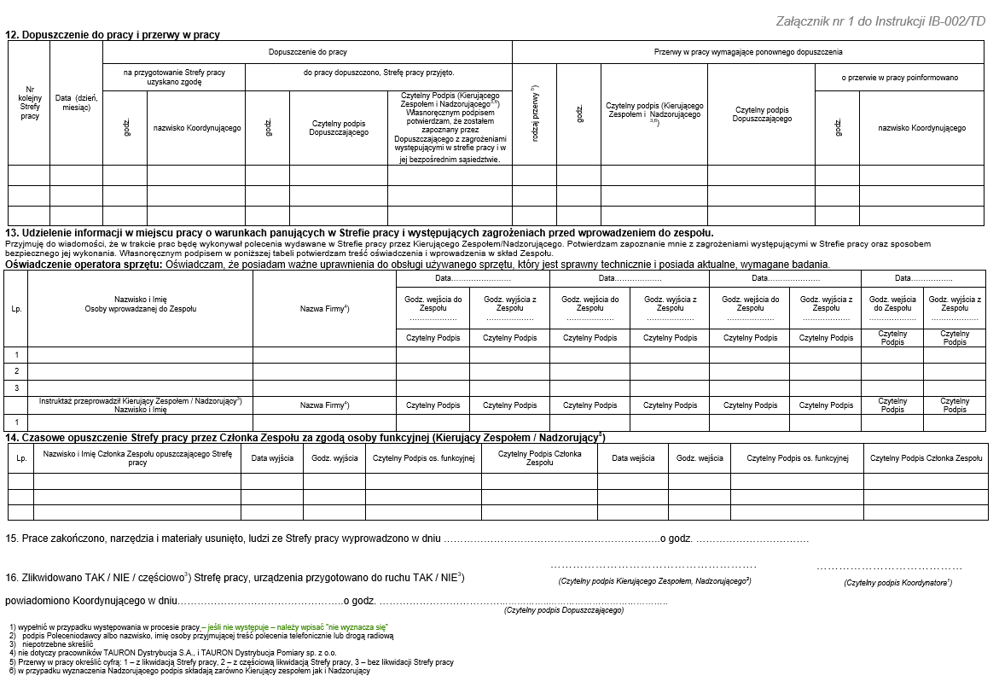 Załącznik nr 1 do Instrukcji IB-002/TD
12. Dopuszczenie do pracy i przerwy w pracy
Nr kolejny Strefy pracy
Data (dzień, miesiąc)
Dopuszczenie do pracy
Przerwy w pracy wymagające ponownego dopuszczenia
na przygotowanie Strefy pracy uzyskano zgodę
do pracy dopuszczono, Strefę pracy przyjęto.
o przerwie w pracy poinformowano
godz.
nazwisko Koordynującego
godz.
Czytelny podpis Dopuszczającego
Czytelny Podpis (Kierującego Zespołem i Nadzorującego3,6)
Własnoręcznym podpisem potwierdzam, że zostałem zapoznany przez Dopuszczającego z zagrożeniami występującymi w strefie pracy i w jej bezpośrednim sąsiedztwie.
rodzaj przerwy 5)
godz.
Czytelny podpis (Kierującego Zespołem i Nadzorującego 3,6)
Czytelny podpis Dopuszczającego
godz.
nazwisko Koordynującego
13. Udzielenie informacji w miejscu pracy o warunkach panujących w Strefie pracy i występujących zagrożeniach przed wprowadzeniem do zespołu.
Przyjmuję do wiadomości, że w trakcie prac będę wykonywał polecenia wydawane w Strefie pracy przez Kierującego Zespołem/Nadzorującego. Potwierdzam zapoznanie mnie z zagrożeniami występującymi w Strefie pracy oraz sposobem
bezpiecznego jej wykonania. Własnoręcznym podpisem w poniższej tabeli potwierdzam treść oświadczenia i wprowadzenia w skład Zespołu.
Oświadczenie operatora sprzętu: Oświadczam, że posiadam ważne uprawnienia do obsługi używanego sprzętu, który jest sprawny technicznie i posiada aktualne, wymagane badania.
Lp.
Nazwisko i Imię
Osoby wprowadzanej do Zespołu
Nazwa Firmy4)
Data……………………
Data………………..
Data…………………
Data……………..
Godz. wejścia do Zespołu ………………..
Godz. wyjścia z Zespołu ………………..
Godz. wejścia do Zespołu ………………..
Godz. wyjścia z Zespołu ………………..
Godz. wejścia do Zespołu ………………..
Godz. wyjścia z Zespołu ………………..
Godz. wejścia do Zespołu ………………..
Godz. wyjścia z Zespołu ………………..
Czytelny Podpis Czytelny Podpis Czytelny Podpis Czytelny Podpis Czytelny Podpis Czytelny Podpis Czytelny Podpis Czytelny Podpis
1
2
3
Instruktaż przeprowadził Kierujący Zespołem / Nadzorujący3)
Nazwisko i Imię
Nazwa Firmy4)
Czytelny Podpis Czytelny Podpis Czytelny Podpis Czytelny Podpis Czytelny Podpis Czytelny Podpis Czytelny Podpis Czytelny Podpis
1
14. Czasowe opuszczenie Strefy pracy przez Członka Zespołu za zgodą osoby funkcyjnej (Kierujący Zespołem / Nadzorujący3)
Lp.
Nazwisko i Imię Członka Zespołu opuszczającego Strefę pracy
Data wyjścia
Godz. wyjścia
Czytelny Podpis os. funkcyjnej
Czytelny Podpis Członka Zespołu
Data wejścia
Godz. wejścia
Czytelny Podpis os. funkcyjnej
Czytelny Podpis Członka Zespołu
15. Prace zakończono, narzędzia i materiały usunięto, ludzi ze Strefy pracy wyprowadzono w dniu …………………………………………………………..o godz. …………………………….
……………………………………………… …………………………………
16. Zlikwidowano TAK / NIE / częściowo3) Strefę pracy, urządzenia przygotowano do ruchu TAK / NIE3)
(Czytelny podpis Kierującego Zespołem, Nadzorującego2)
(Czytelny podpis Koordynatora1)
powiadomiono Koordynującego w dniu…………………………………………..o godz. ………………………………………………………………
(Czytelny podpis Dopuszczającego)
1) wypełnić w przypadku występowania w procesie pracy – jeśli nie występuje – należy wpisać "nie wyznacza się"
2) podpis Poleceniodawcy albo nazwisko, imię osoby przyjmującej treść polecenia telefonicznie lub drogą radiową
3) niepotrzebne skreślić
4) nie dotyczy pracowników TAURON Dystrybucja S.A., i TAURON Dystrybucja Pomiary sp. z o.o.
5) Przerwy w pracy określić cyfrą: 1 – z likwidacją Strefy pracy, 2 – z częściową likwidacją Strefy pracy, 3 – bez likwidacji Strefy pracy
6) w przypadku wyznaczenia Nadzorującego podpis składają zarówno Kierujący zespołem jak i Nadzorujący